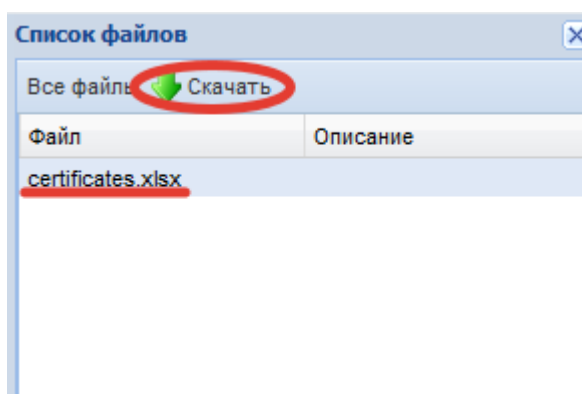 Список файлов
Все файлы Скачать
Файл Описание
certificates.xlsx